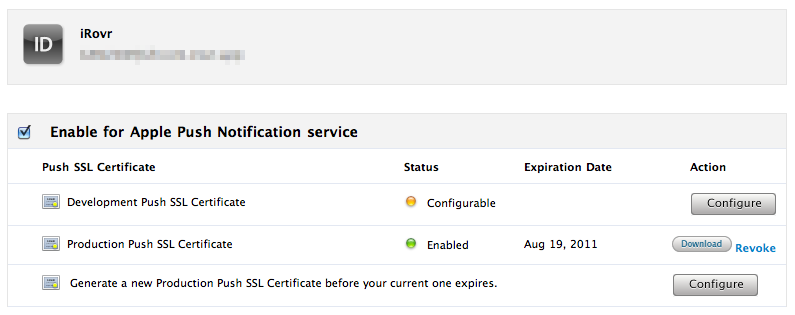 ID
iRovr
Enable for Apple Push Notification service
Push SSL Certificate Status Expiration Date Action
Development Push SSL Certificate Configurable Configure
Production Push SSL Certificate Enabled Aug 19, 2011 Download Revoke
Generate a new Production Push SSL Certificate before your current one expires. Configure